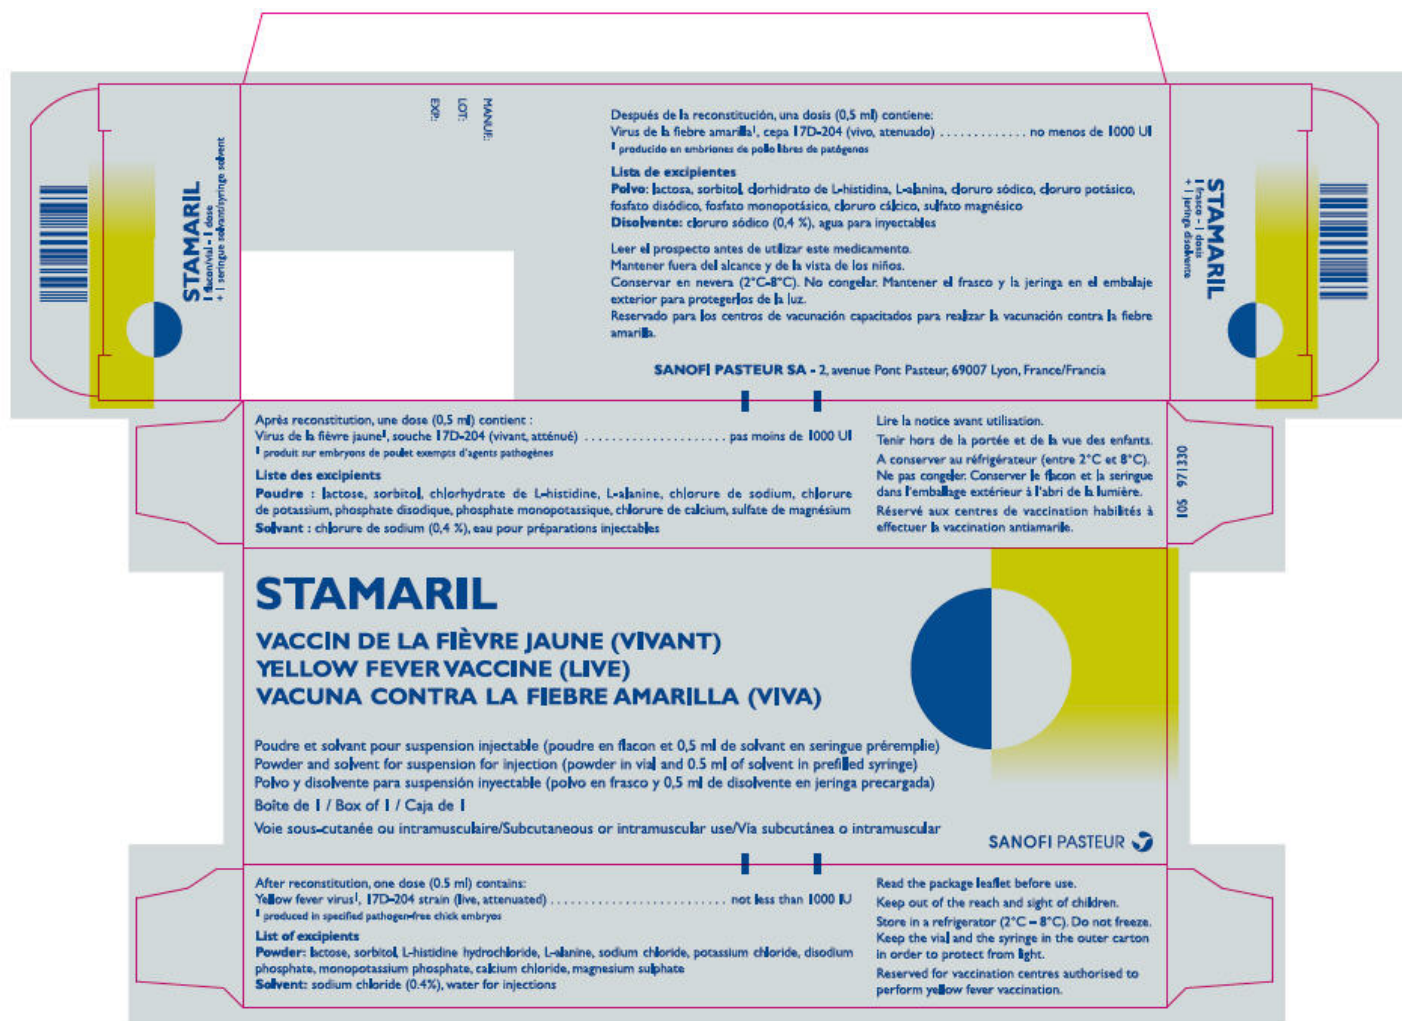 MANUF.:
LOT:
EXP.:
STAMARIL
1 flacon/vial - 1 dose
+ 1 seringue solvant/syringe solvent
Después de la reconstitución, una dosis (0,5 ml) contiene:
Virus de la fiebre amarilla¹, cepa 17D-204 (vivo, atenuado) ............. no menos de 1000 UI
¹ producido en embriones de pollo libres de patógenos
Lista de excipientes
Polvo: lactosa, sorbitol, clorhidrato de L-histidina, L-alanina, cloruro sódico, cloruro potásico,
fosfato disódico, fosfato monopotásico, cloruro cálcico, sulfato magnésico
Disolvente: cloruro sódico (0,4 %), agua para inyectables
Leer el prospecto antes de utilizar este medicamento.
Mantener fuera del alcance y de la vista de los niños.
Conservar en nevera (2°C-8°C). No congelar. Mantener el frasco y la jeringa en el embalaje
exterior para protegerlos de la luz.
Reservado para los centros de vacunación capacitados para realizar la vacunación contra la fiebre
amarilla.
SANOFI PASTEUR SA - 2, avenue Pont Pasteur, 69007 Lyon, France/Francia
STAMARIL
1 frasco - 1 dosis
+ 1 jeringa disolvente
Après reconstitution, une dose (0,5 ml) contient :
Virus de la fièvre jaune¹, souche 17D-204 (vivant, atténué) ...................... pas moins de 1000 UI
¹ produit sur embryons de poulet exempts d'agents pathogènes
Liste des excipients
Poudre : lactose, sorbitol, chlorhydrate de L-histidine, L-alanine, chlorure de sodium, chlorure
de potassium, phosphate disodique, phosphate monopotassique, chlorure de calcium, sulfate de magnésium
Solvant : chlorure de sodium (0,4 %), eau pour préparations injectables
Lire la notice avant utilisation.
Tenir hors de la portée et de la vue des enfants.
A conserver au réfrigérateur (entre 2°C et 8°C).
Ne pas congeler. Conserver le flacon et la seringue
dans l'emballage extérieur à l'abri de la lumière.
Réservé aux centres de vaccination habilités à
effectuer la vaccination antiamarile.
STAMARIL
VACCIN DE LA FIÈVRE JAUNE (VIVANT)
YELLOW FEVER VACCINE (LIVE)
VACUNA CONTRA LA FIEBRE AMARILLA (VIVA)
Poudre et solvant pour suspension injectable (poudre en flacon et 0,5 ml de solvant en seringue préremplie)
Powder and solvent for suspension for injection (powder in vial and 0.5 ml of solvent in prefilled syringe)
Polvo y disolvente para suspensión inyectable (polvo en frasco y 0,5 ml de disolvente en jeringa precargada)
Boîte de 1 / Box of 1 / Caja de 1
Voie sous-cutanée ou intramusculaire/Subcutaneous or intramuscular use/Vía subcutánea o intramuscular
SANOFI PASTEUR
After reconstitution, one dose (0.5 ml) contains:
Yellow fever virus¹, 17D-204 strain (live, attenuated) .......................... not less than 1000 IU
¹ produced in specified pathogen-free chick embryos
List of excipients
Powder: lactose, sorbitol, L-histidine hydrochloride, L-alanine, sodium chloride, potassium chloride, disodium
phosphate, monopotassium phosphate, calcium chloride, magnesium sulphate
Solvent: sodium chloride (0.4%), water for injections
Read the package leaflet before use.
Keep out of the reach and sight of children.
Store in a refrigerator (2°C – 8°C). Do not freeze.
Keep the vial and the syringe in the outer carton
in order to protect from light.
Reserved for vaccination centres authorised to
perform yellow fever vaccination.